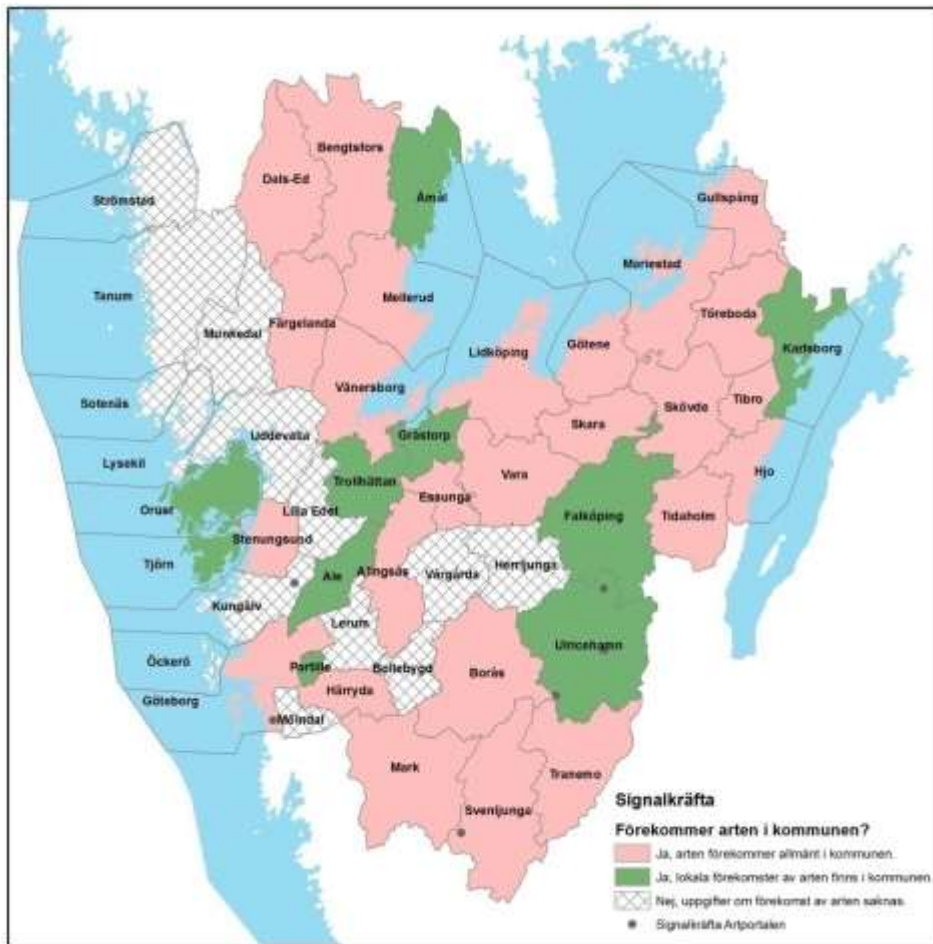 Bengtsfors
Dals-Ed
Åmål
Strömstad
Gullspång
Mariestad
Tanum
Mellerud
Töreboda
Munkedal
Färgelanda
Karlsborg
Lidköping
Götene
Vänersborg
Tibro
Sotenäs
Skövde
Skara
Uddevalla
Grästorp
Lysekil
Vara
Hjo
Trollhättan
Essunga
Orust
Lilla Edet
Falköping
Tidaholm
Stenungsund
Tjörn
Ale
Alingsås
Vårgårda
Herrljunga
Kungälv
Lerum
Ulricehamn
Öckerö
Partille
Bollebygd
Borås
Härryda
Göteborg
Mölndal
Mark
Tranemo
Svenljunga
Signalkräfta
Förekommer arten i kommunen?
Ja, arten förekommer allmänt i kommunen.
Ja, lokala förekomster av arten finns i kommunen.
Nej, uppgifter om förekomst av arten saknas.
Signalkräfta Artportalen